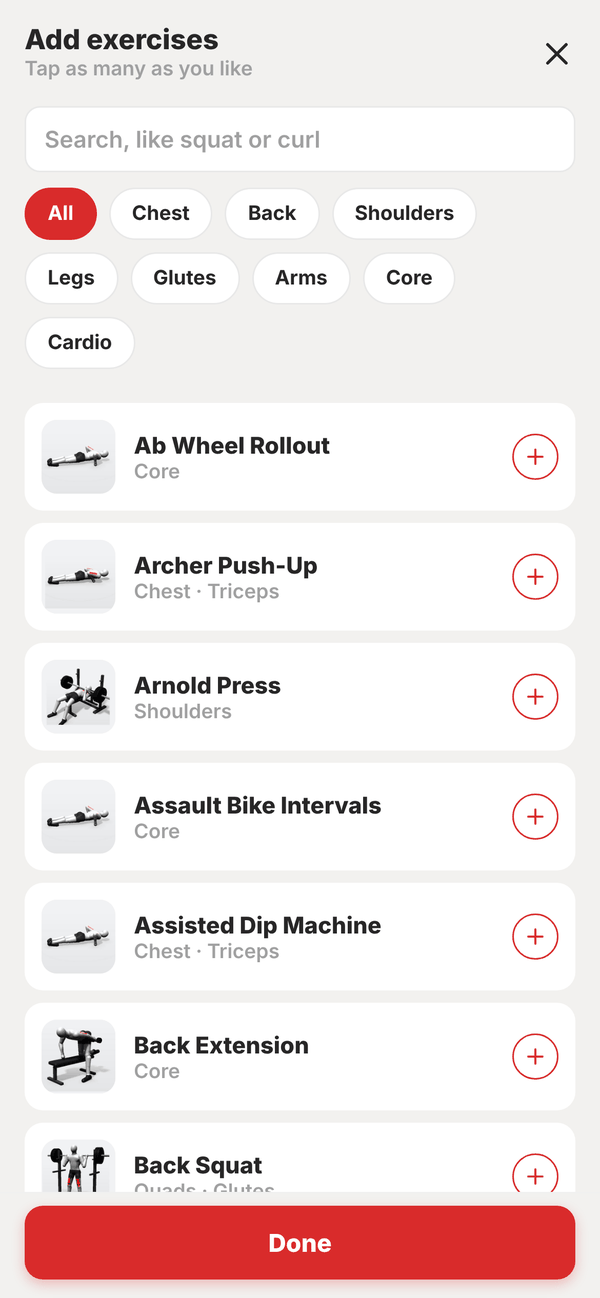 Add exercises
Tap as many as you like
Search, like squat or curl
All
Chest
Back
Shoulders
Legs
Glutes
Arms
Core
Cardio
Ab Wheel Rollout
Core
Archer Push-Up
Chest · Triceps
Arnold Press
Shoulders
Assault Bike Intervals
Core
Assisted Dip Machine
Chest · Triceps
Back Extension
Core
Back Squat
Quads · Glutes
Done